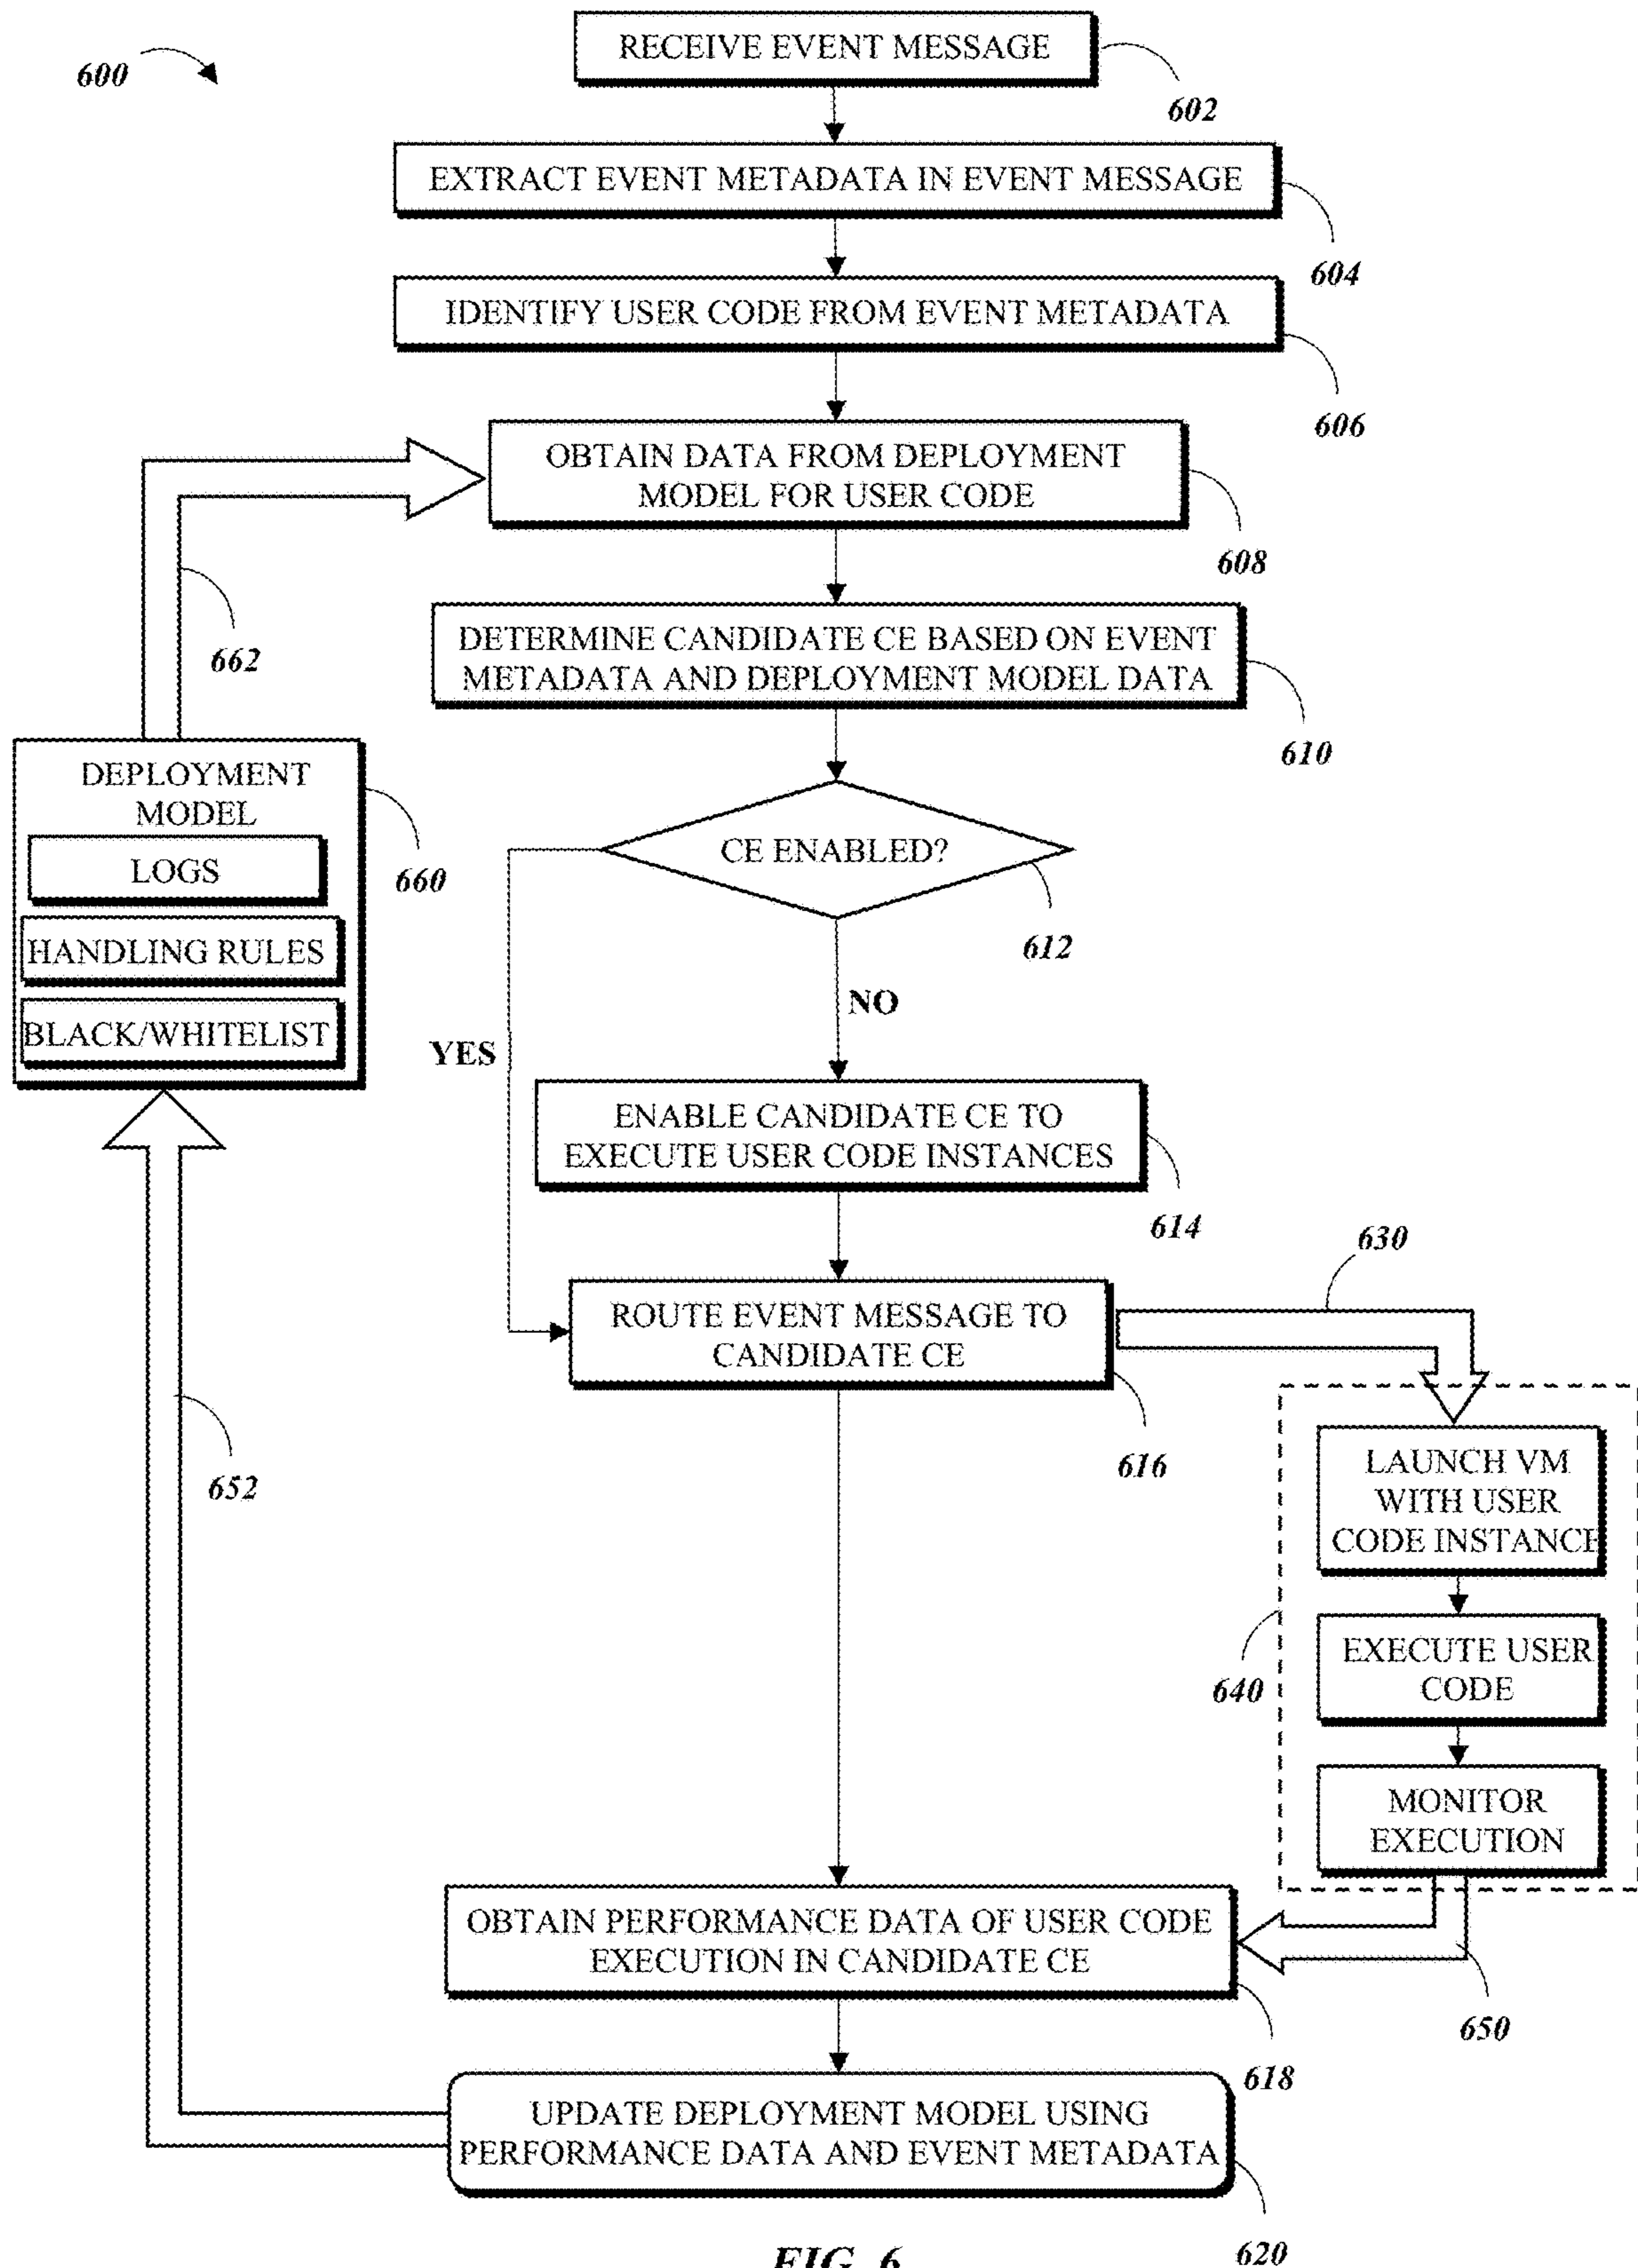 600
RECEIVE EVENT MESSAGE
602
EXTRACT EVENT METADATA IN EVENT MESSAGE
604
IDENTIFY USER CODE FROM EVENT METADATA
606
OBTAIN DATA FROM DEPLOYMENT
MODEL FOR USER CODE
608
662
DETERMINE CANDIDATE CE BASED ON EVENT
METADATA AND DEPLOYMENT MODEL DATA
610
DEPLOYMENT
MODEL
LOGS
HANDLING RULES
BLACK/WHITELIST
660
CE ENABLED?
612
NO
YES
ENABLE CANDIDATE CE TO
EXECUTE USER CODE INSTANCES
614
630
ROUTE EVENT MESSAGE TO
CANDIDATE CE
616
652
LAUNCH VM
WITH USER
CODE INSTANCE
EXECUTE USER
CODE
640
MONITOR
EXECUTION
OBTAIN PERFORMANCE DATA OF USER CODE
EXECUTION IN CANDIDATE CE
650
618
UPDATE DEPLOYMENT MODEL USING
PERFORMANCE DATA AND EVENT METADATA
620
FIG. 6